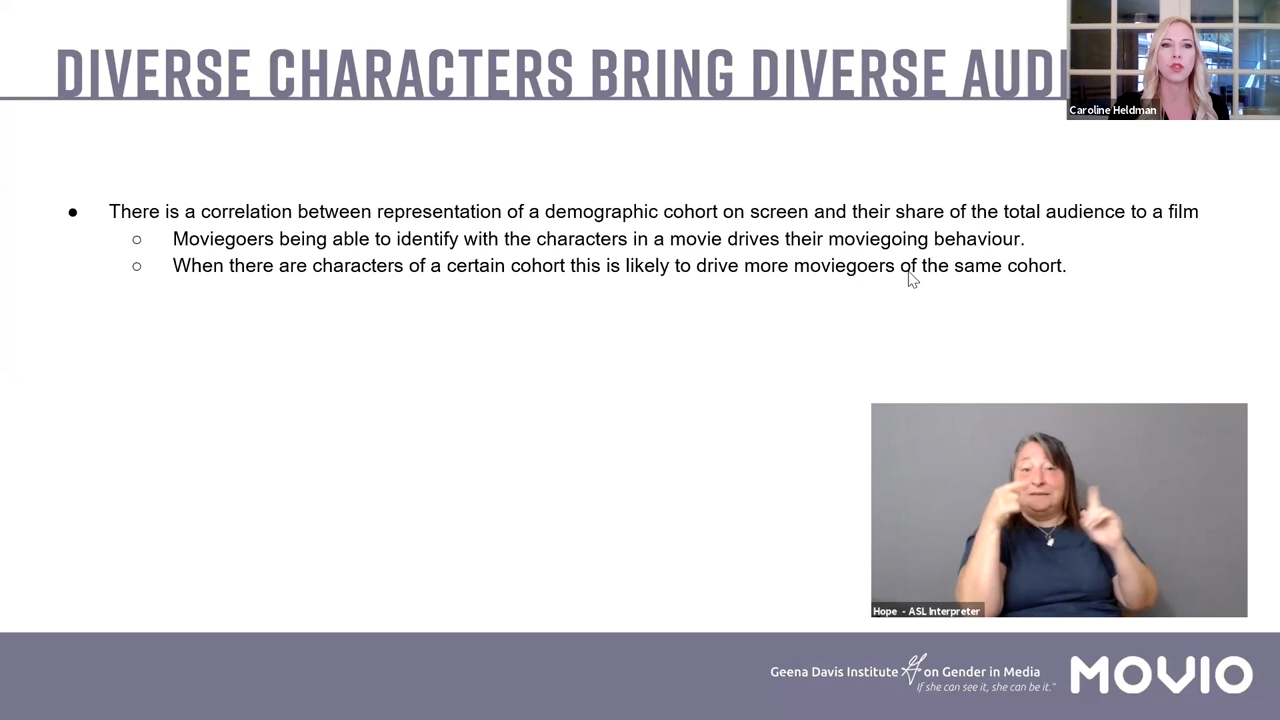 DIVERSE CHARACTERS BRING DIVERSE AUDI
Caroline Heldman
● There is a correlation between representation of a demographic cohort on screen and their share of the total audience to a film
○ Moviegoers being able to identify with the characters in a movie drives their moviegoing behaviour.
○ When there are characters of a certain cohort this is likely to drive more moviegoers of the same cohort.
Hope - ASL Interpreter
Geena Davis Institute on Gender in Media
If she can see it, she can be it.™
MOVIO